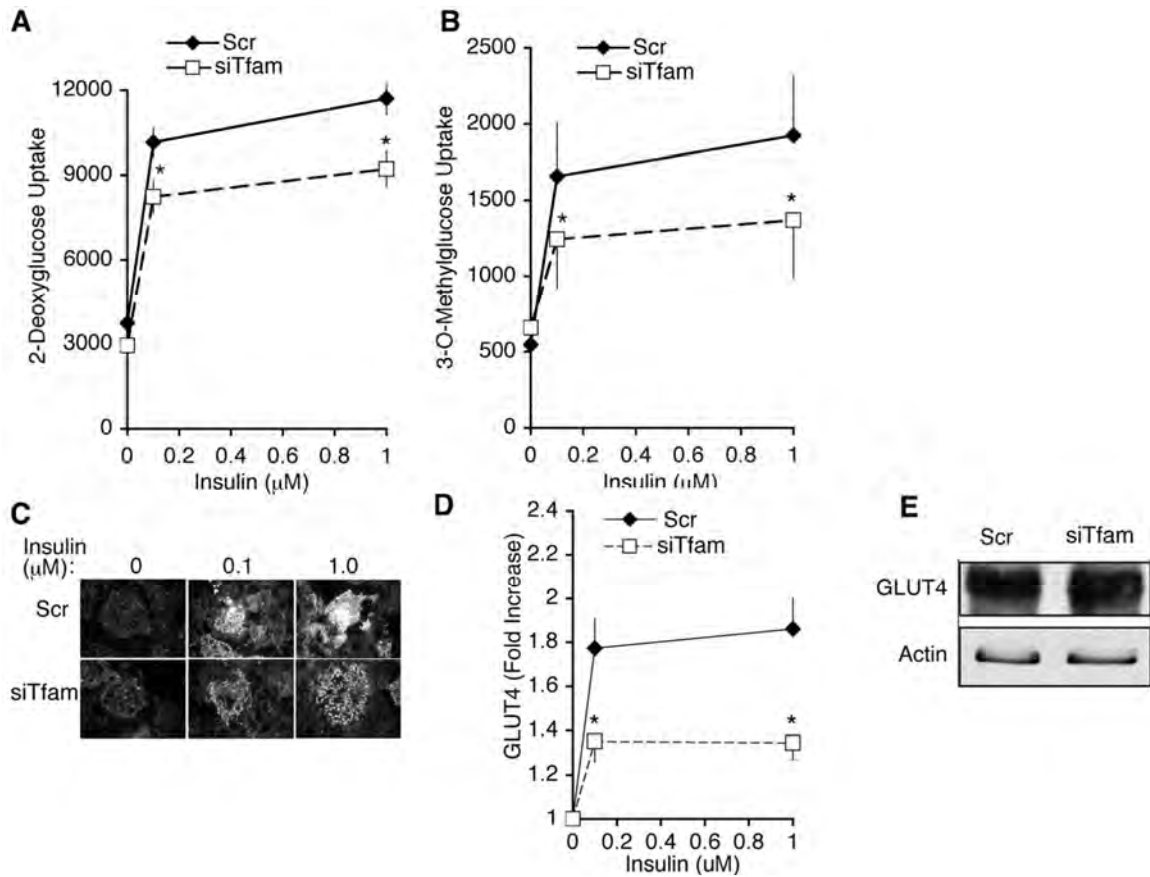 A
Scr
siTfam
12000
9000
6000
3000
0
2-Deoxyglucose Uptake
*
*
0 0.2 0.4 0.6 0.8 1
Insulin (μM)
B
Scr
siTfam
2500
2000
1500
1000
500
0
3-O-Methylglucose Uptake
*
*
0 0.2 0.4 0.6 0.8 1
Insulin (μM)
C
Insulin
(μM): 0 0.1 1.0
Scr
siTfam
D
Scr
siTfam
2.4
2.2
2
1.8
1.6
1.4
1.2
1
GLUT4 (Fold Increase)
*
*
0 0.2 0.4 0.6 0.8 1
Insulin (uM)
E
Scr siTfam
GLUT4
Actin